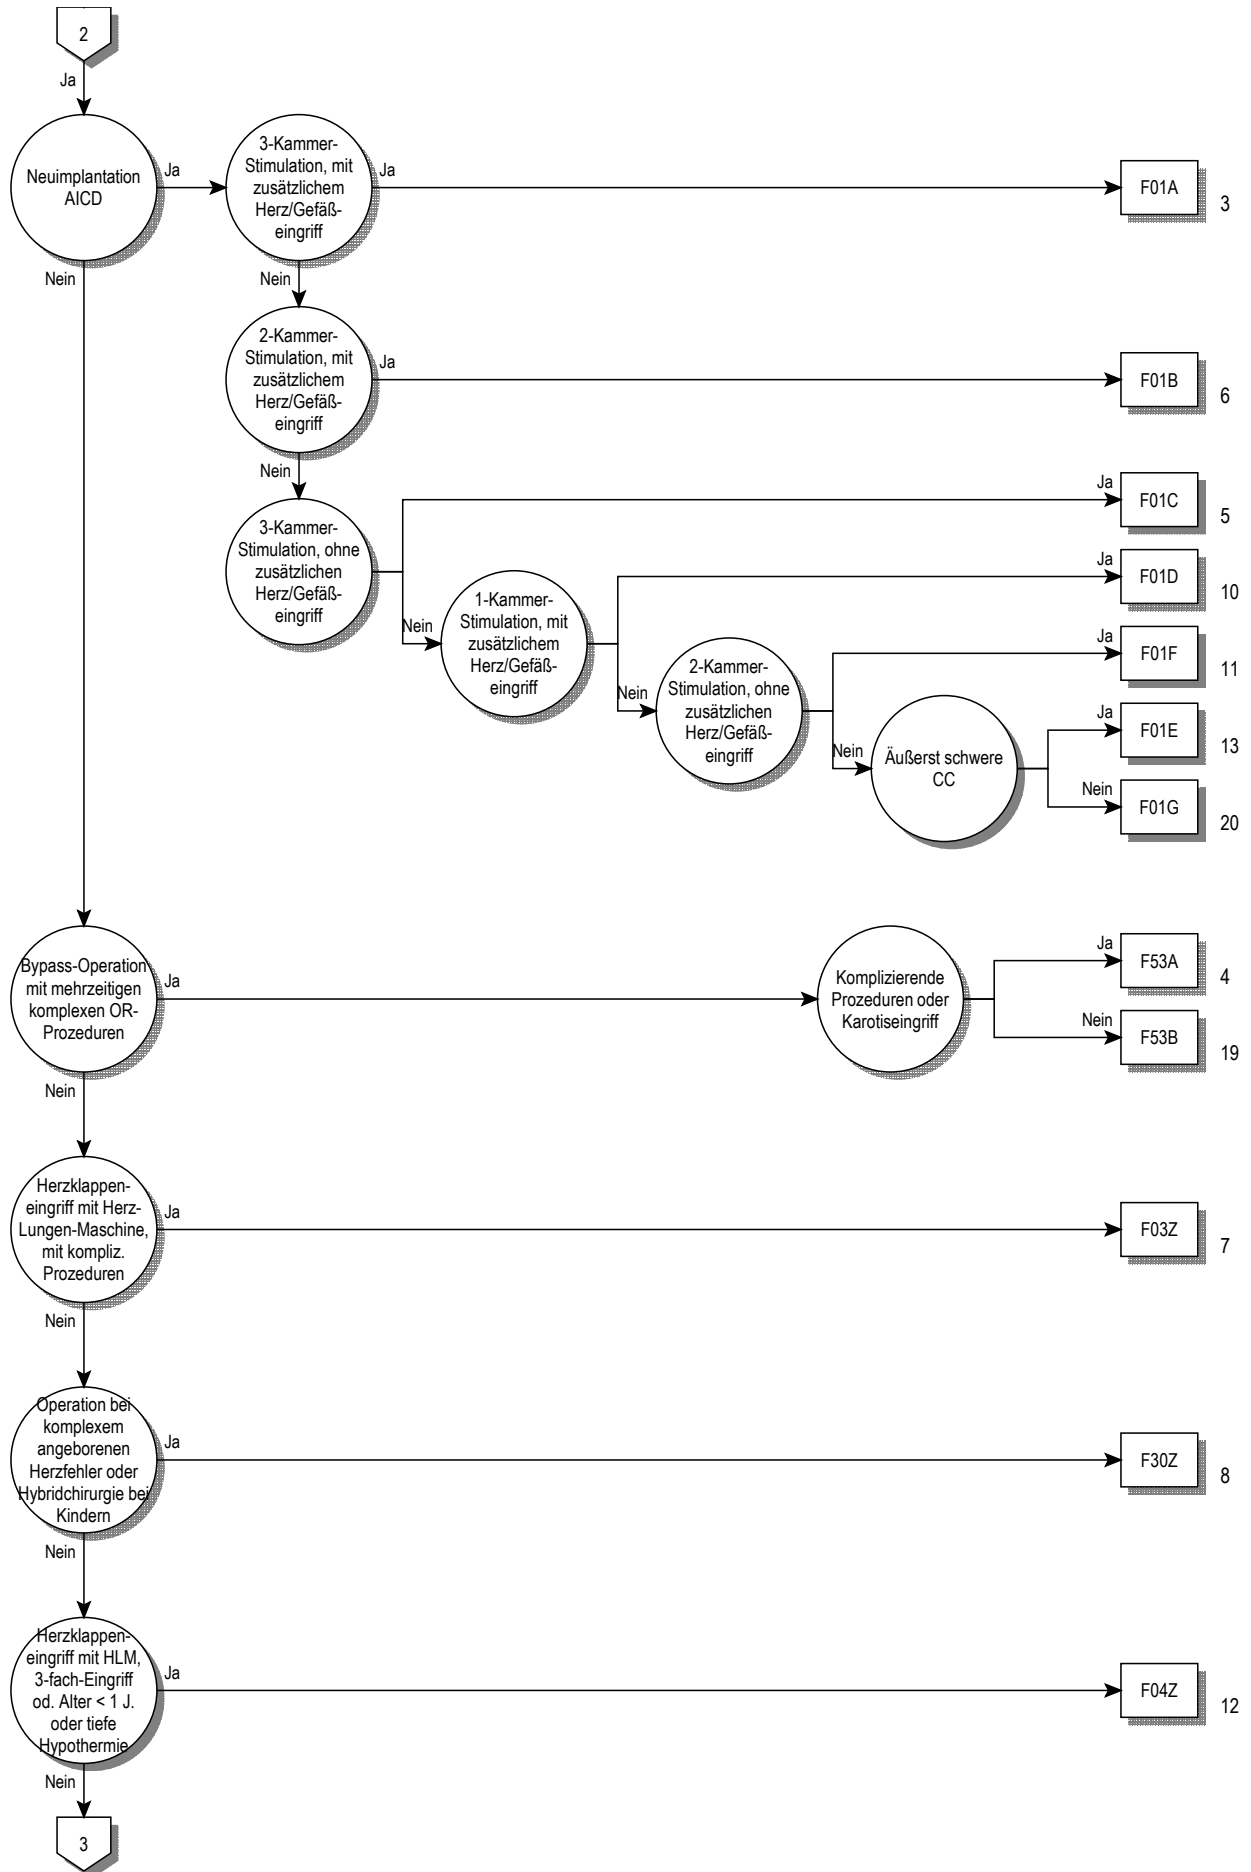 2
Ja
Neuimplantation
AICD
Ja
3-Kammer-
Stimulation, mit
zusätzlichem
Herz/Gefäß-
eingriff
Ja
F01A
3
Nein
Nein
2-Kammer-
Stimulation, mit
zusätzlichem
Herz/Gefäß-
eingriff
Ja
F01B
6
Nein
3-Kammer-
Stimulation, ohne
zusätzlichen
Herz/Gefäß-
eingriff
Ja
F01C
5
Nein
1-Kammer-
Stimulation, mit
zusätzlichem
Herz/Gefäß-
eingriff
Ja
F01D
10
Nein
2-Kammer-
Stimulation, ohne
zusätzlichen
Herz/Gefäß-
eingriff
Ja
F01F
11
Nein
Äußerst schwere
CC
Ja
F01E
13
Nein
F01G
20
Bypass-Operation
mit mehrzeitigen
komplexen OR-
Prozeduren
Ja
Komplizierende
Prozeduren oder
Karotiseingriff
Ja
F53A
4
Nein
F53B
19
Nein
Herzklappen-
eingriff mit Herz-
Lungen-Maschine,
mit kompliz.
Prozeduren
Ja
F03Z
7
Nein
Operation bei
komplexem
angeborenen
Herzfehler oder
Hybridchirurgie bei
Kindern
Ja
F30Z
8
Nein
Herzklappen-
eingriff mit HLM,
3-fach-Eingriff
od. Alter < 1 J.
oder tiefe
Hypothermie
Ja
F04Z
12
Nein
3